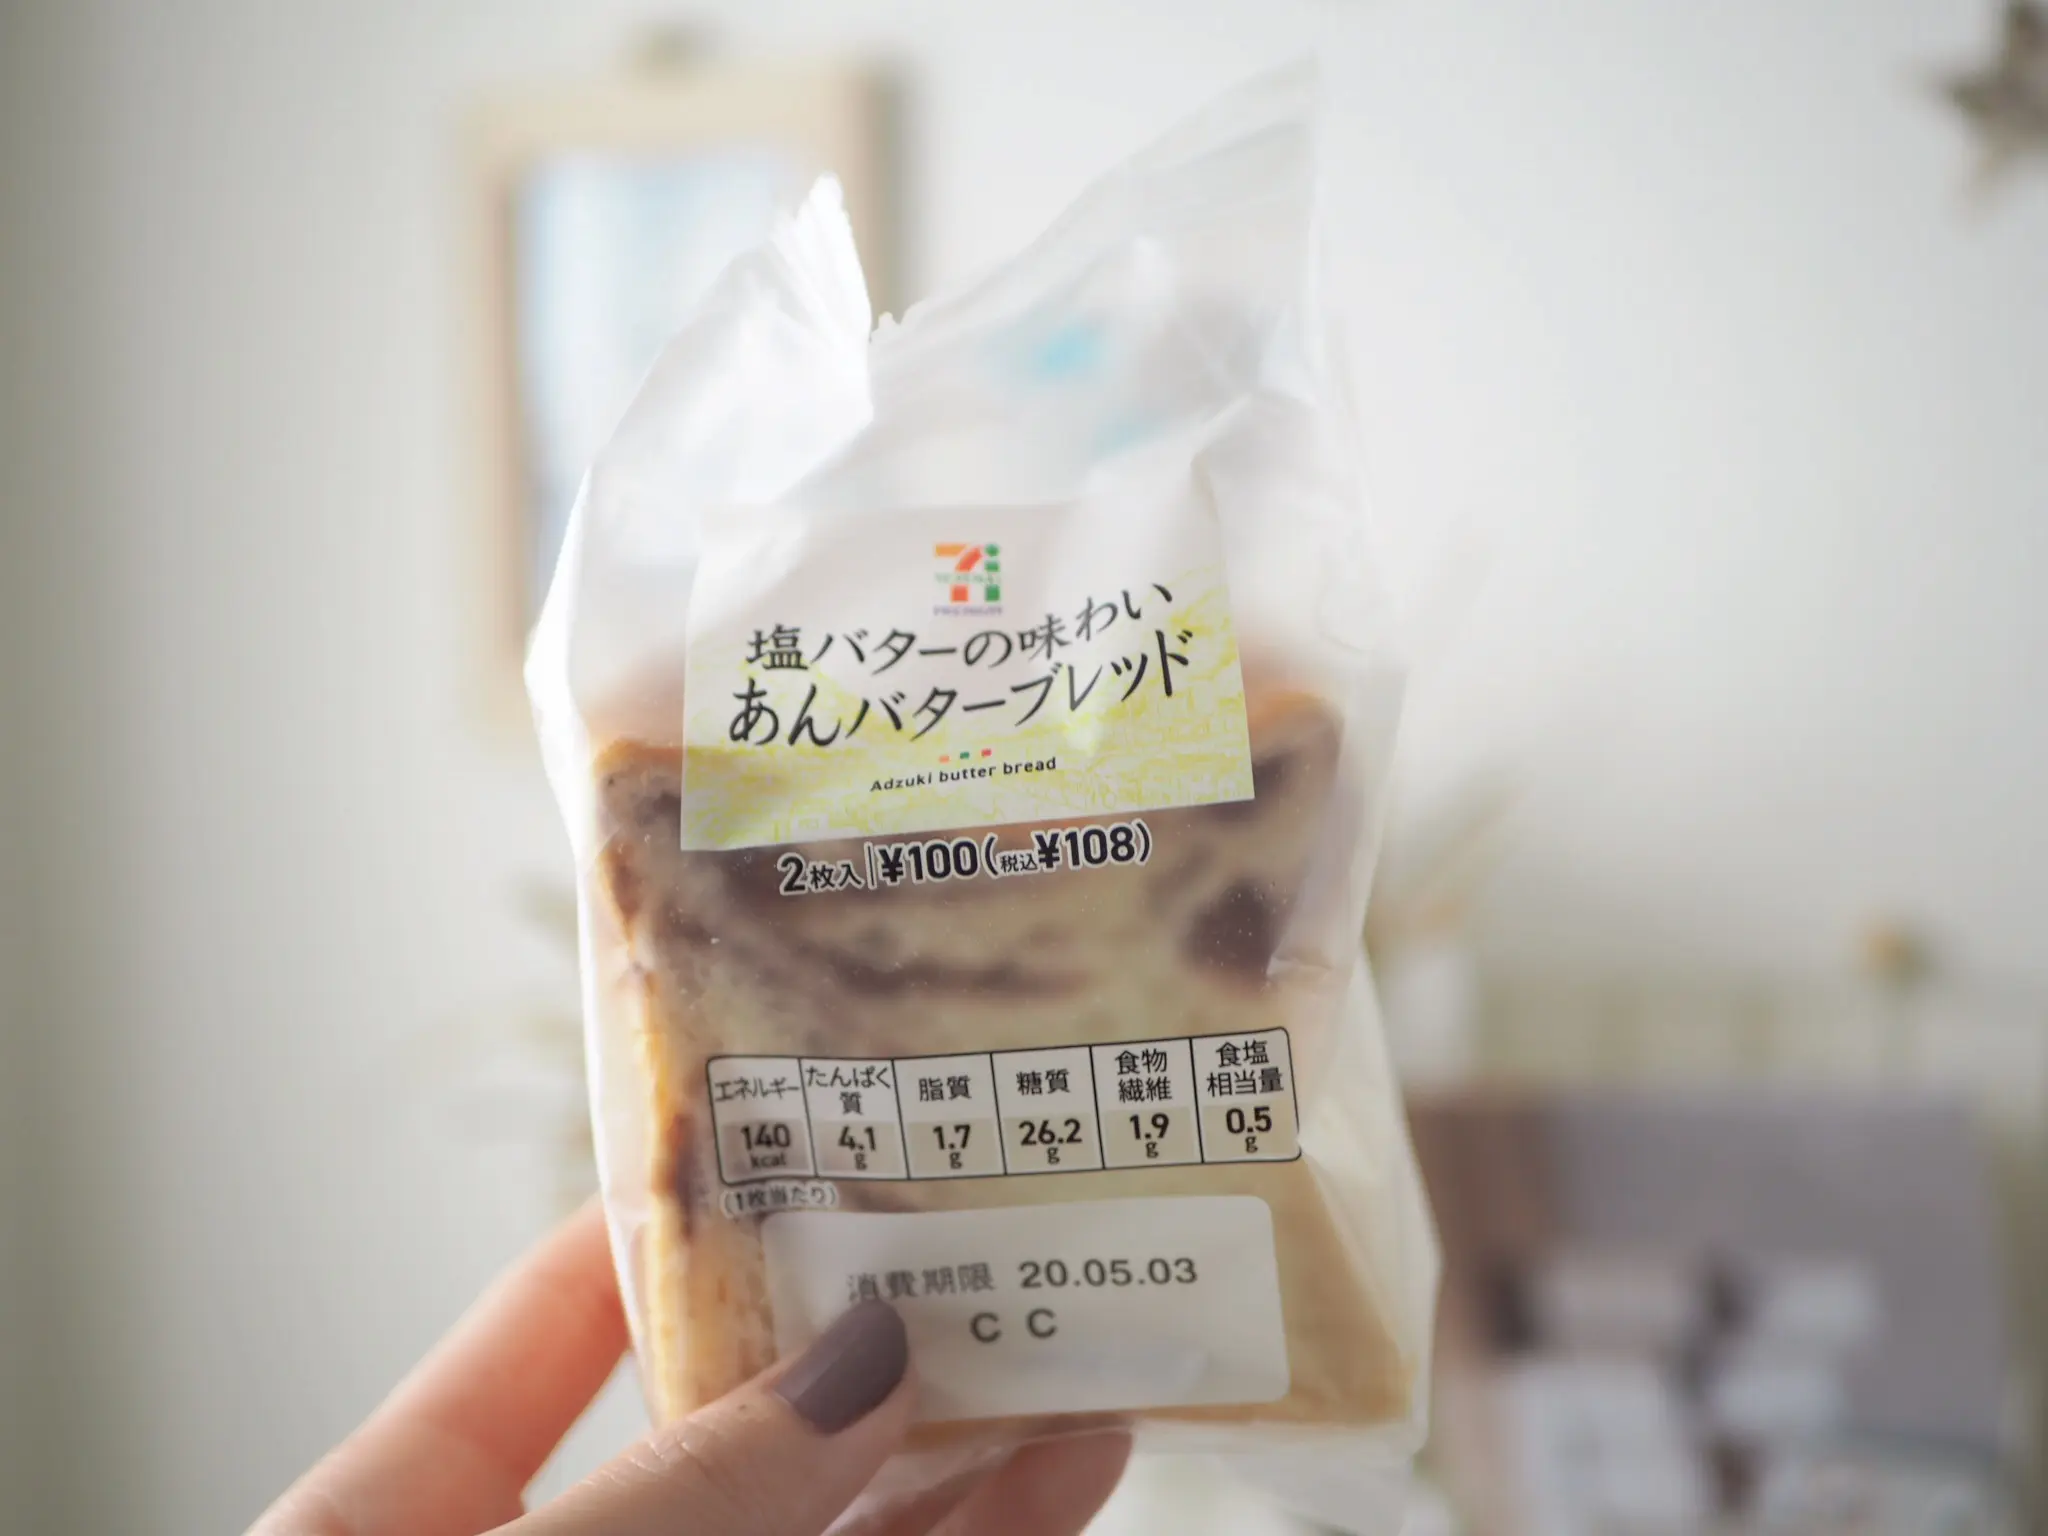 塩バターの味わい
あんバターブレッド
Adzuki butter bread
2枚入 ¥100(税込¥108)
エネルギー たんぱく質 脂質 糖質 食物繊維 食塩相当量
140kcal 4.1g 1.7g 26.2g 1.9g 0.5g
(1枚当たり)
消費期限 20.05.03
C C